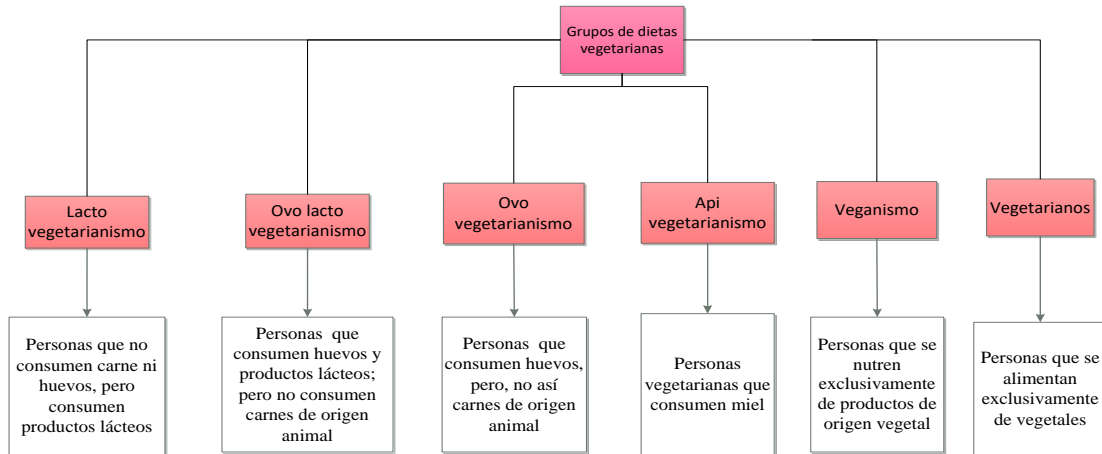 Grupos de dietas
vegetarianas
Lacto
vegetarianismo
Ovo lacto
vegetarianismo
Ovo
vegetarianismo
Api
vegetarianismo
Veganismo
Vegetarianos
Personas que no
consumen carne ni
huevos, pero
consumen
productos lácteos
Personas que
consumen huevos y
productos lácteos;
pero no consumen
carnes de origen
animal
Personas que
consumen huevos,
pero, no así
carnes de origen
animal
Personas
vegetarianas que
consumen miel
Personas que se
nutren
exclusivamente
de productos de
origen vegetal
Personas que se
alimentan
exclusivamente
de vegetales